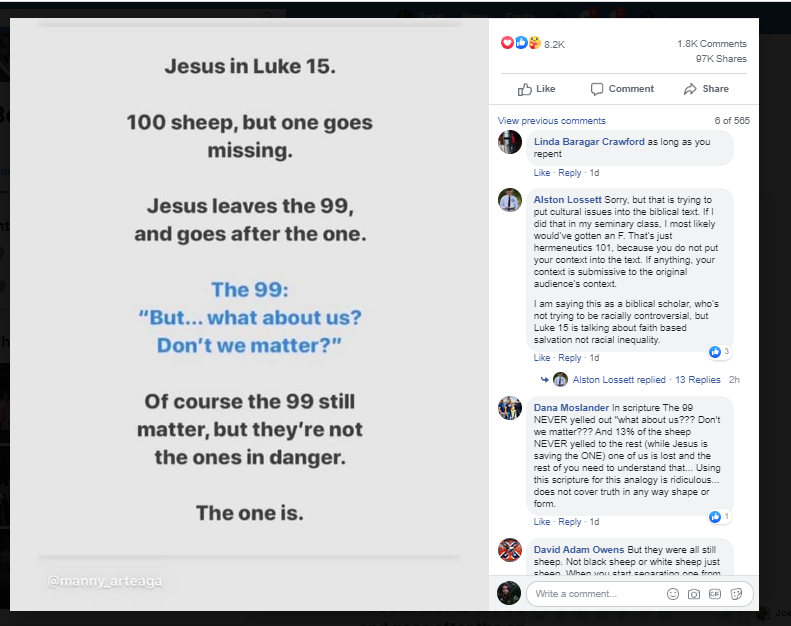 Jesus in Luke 15.
100 sheep, but one goes
missing.
Jesus leaves the 99,
and goes after the one.
The 99:
“But... what about us?
Don’t we matter?”
Of course the 99 still
matter, but they’re not
the ones in danger.
The one is.
@manny_arteaga
8.2K
1.8K Comments
97K Shares
Like
Comment
Share
View previous comments
6 of 565
Linda Baragar Crawford as long as you
repent
Like · Reply · 1d
Alston Lossett Sorry, but that is trying to
put cultural issues into the biblical text. If I
did that in my seminary class, I most likely
would've gotten an F. That's just
hermeneutics 101, because you do not put
your context into the text. If anything, your
context is submissive to the original
audience's context.
I am saying this as a biblical scholar, who's
not trying to be racially controversial, but
Luke 15 is talking about faith based
salvation not racial inequality.
3
Like · Reply · 1d
Alston Lossett replied · 13 Replies 2h
Dana Moslander In scripture The 99
NEVER yelled out "what about us??? Don't
we matter??? And 13% of the sheep
NEVER yelled to the rest (while Jesus is
saving the ONE) one of us is lost and the
rest of you need to understand that... Using
this scripture for this analogy is ridiculous...
does not cover truth in any way shape or
form.
1
Like · Reply · 1d
David Adam Owens But they were all still
sheep. Not black sheep or white sheep just
sheep. When you start separating one from
Write a comment...
GIF